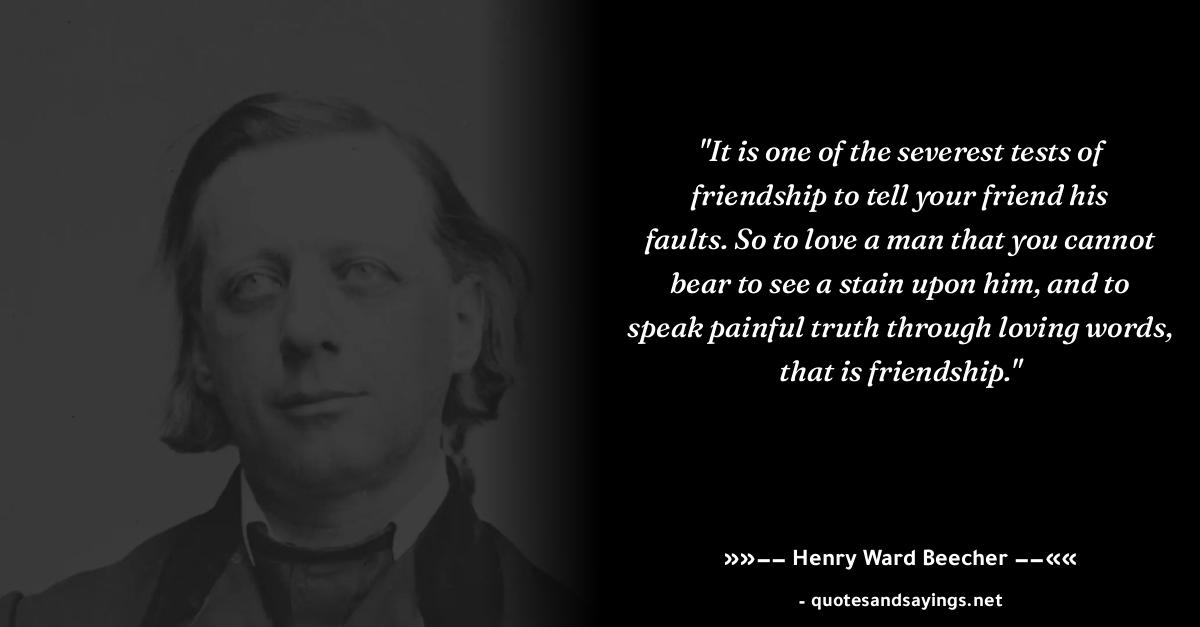 "It is one of the severest tests of
friendship to tell your friend his
faults. So to love a man that you cannot
bear to see a stain upon him, and to
speak painful truth through loving words,
that is friendship."
»»–– Henry Ward Beecher ––««
- quotesandsayings.net